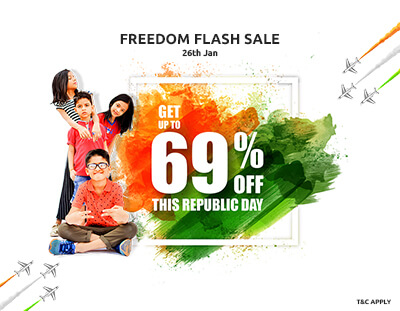 FREEDOM FLASH SALE
26th Jan
GET
UP TO
69% OFF
THIS REPUBLIC DAY
T&C APPLY